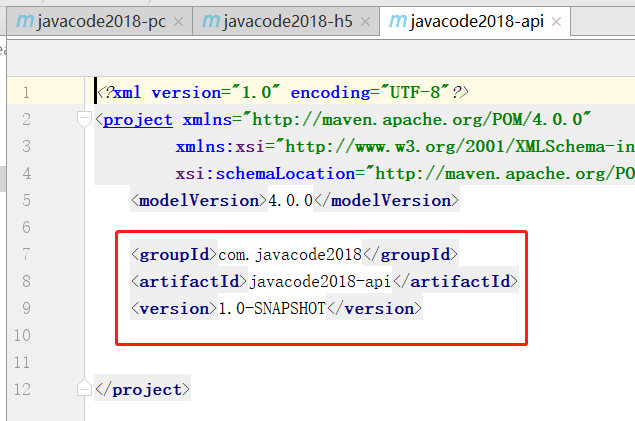 m javacode2018-pc × m javacode2018-h5 × m javacode2018-api ×
1 <?xml version="1.0" encoding="UTF-8"?>
2 <project xmlns="http://maven.apache.org/POM/4.0.0"
3 xmlns:xsi="http://www.w3.org/2001/XMLSchema-in
4 xsi:schemaLocation="http://maven.apache.org/PO
5 <modelVersion>4.0.0</modelVersion>
6
7 <groupId>com.javacode2018</groupId>
8 <artifactId>javacode2018-api</artifactId>
9 <version>1.0-SNAPSHOT</version>
10
11
12 </project>